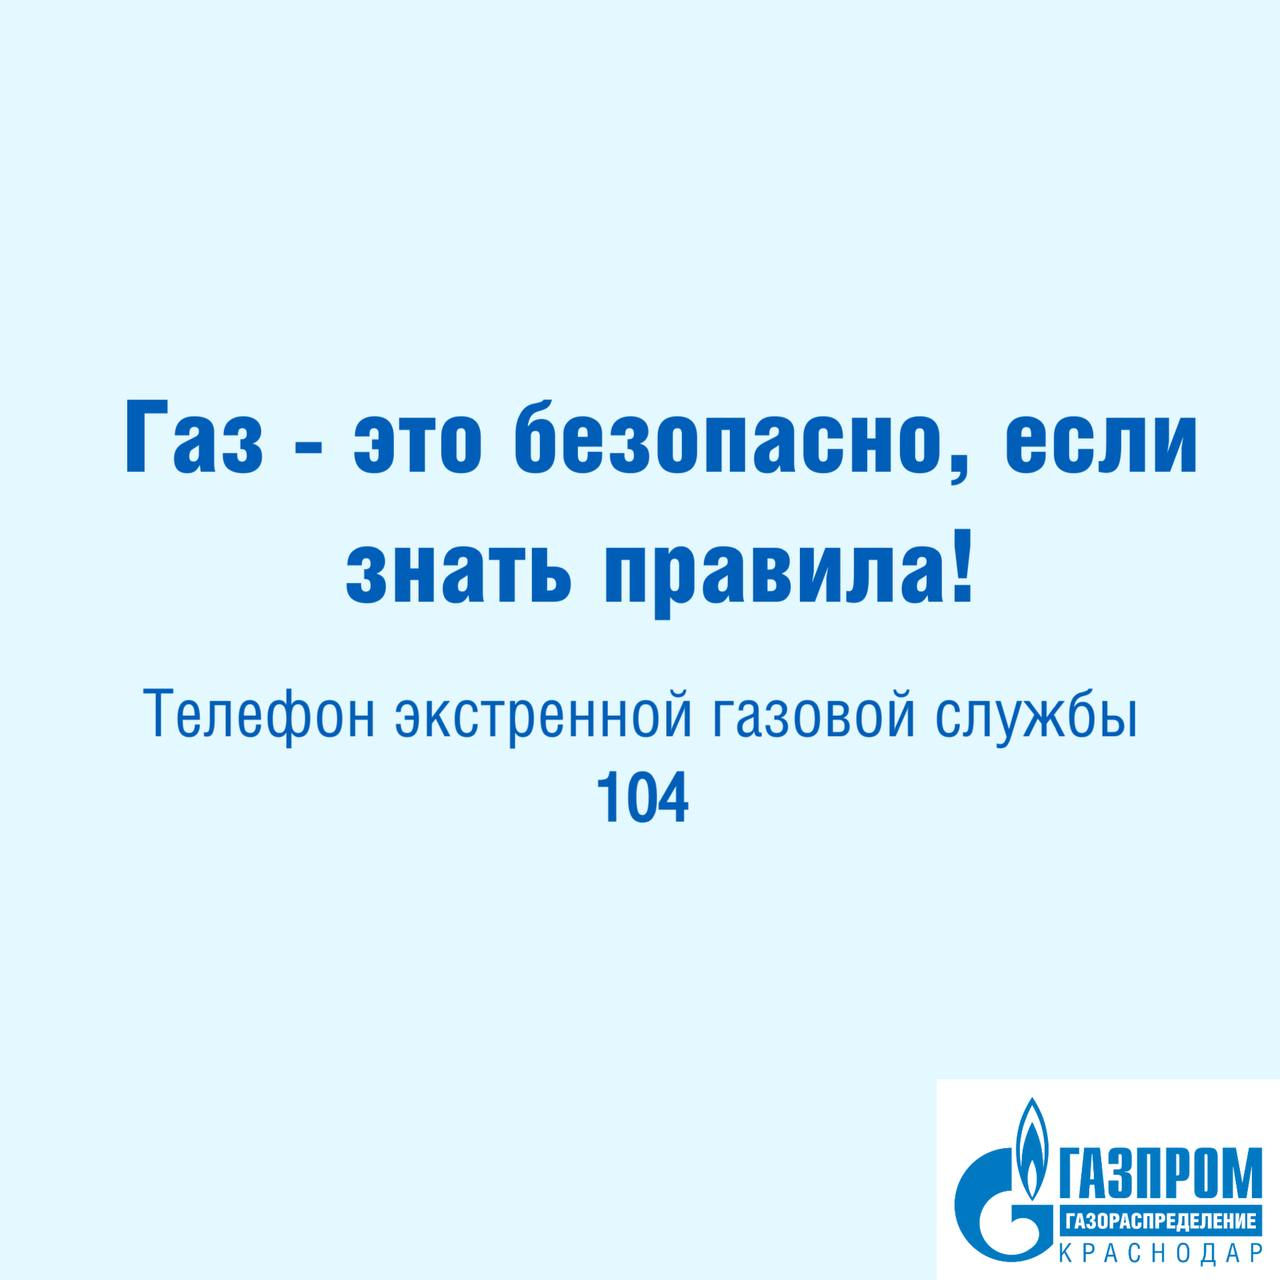 Газ - это безопасно, если
знать правила!
Телефон экстренной газовой службы
104
ГАЗПРОМ
ГАЗОРАСПРЕДЕЛЕНИЕ
КРАСНОДАР